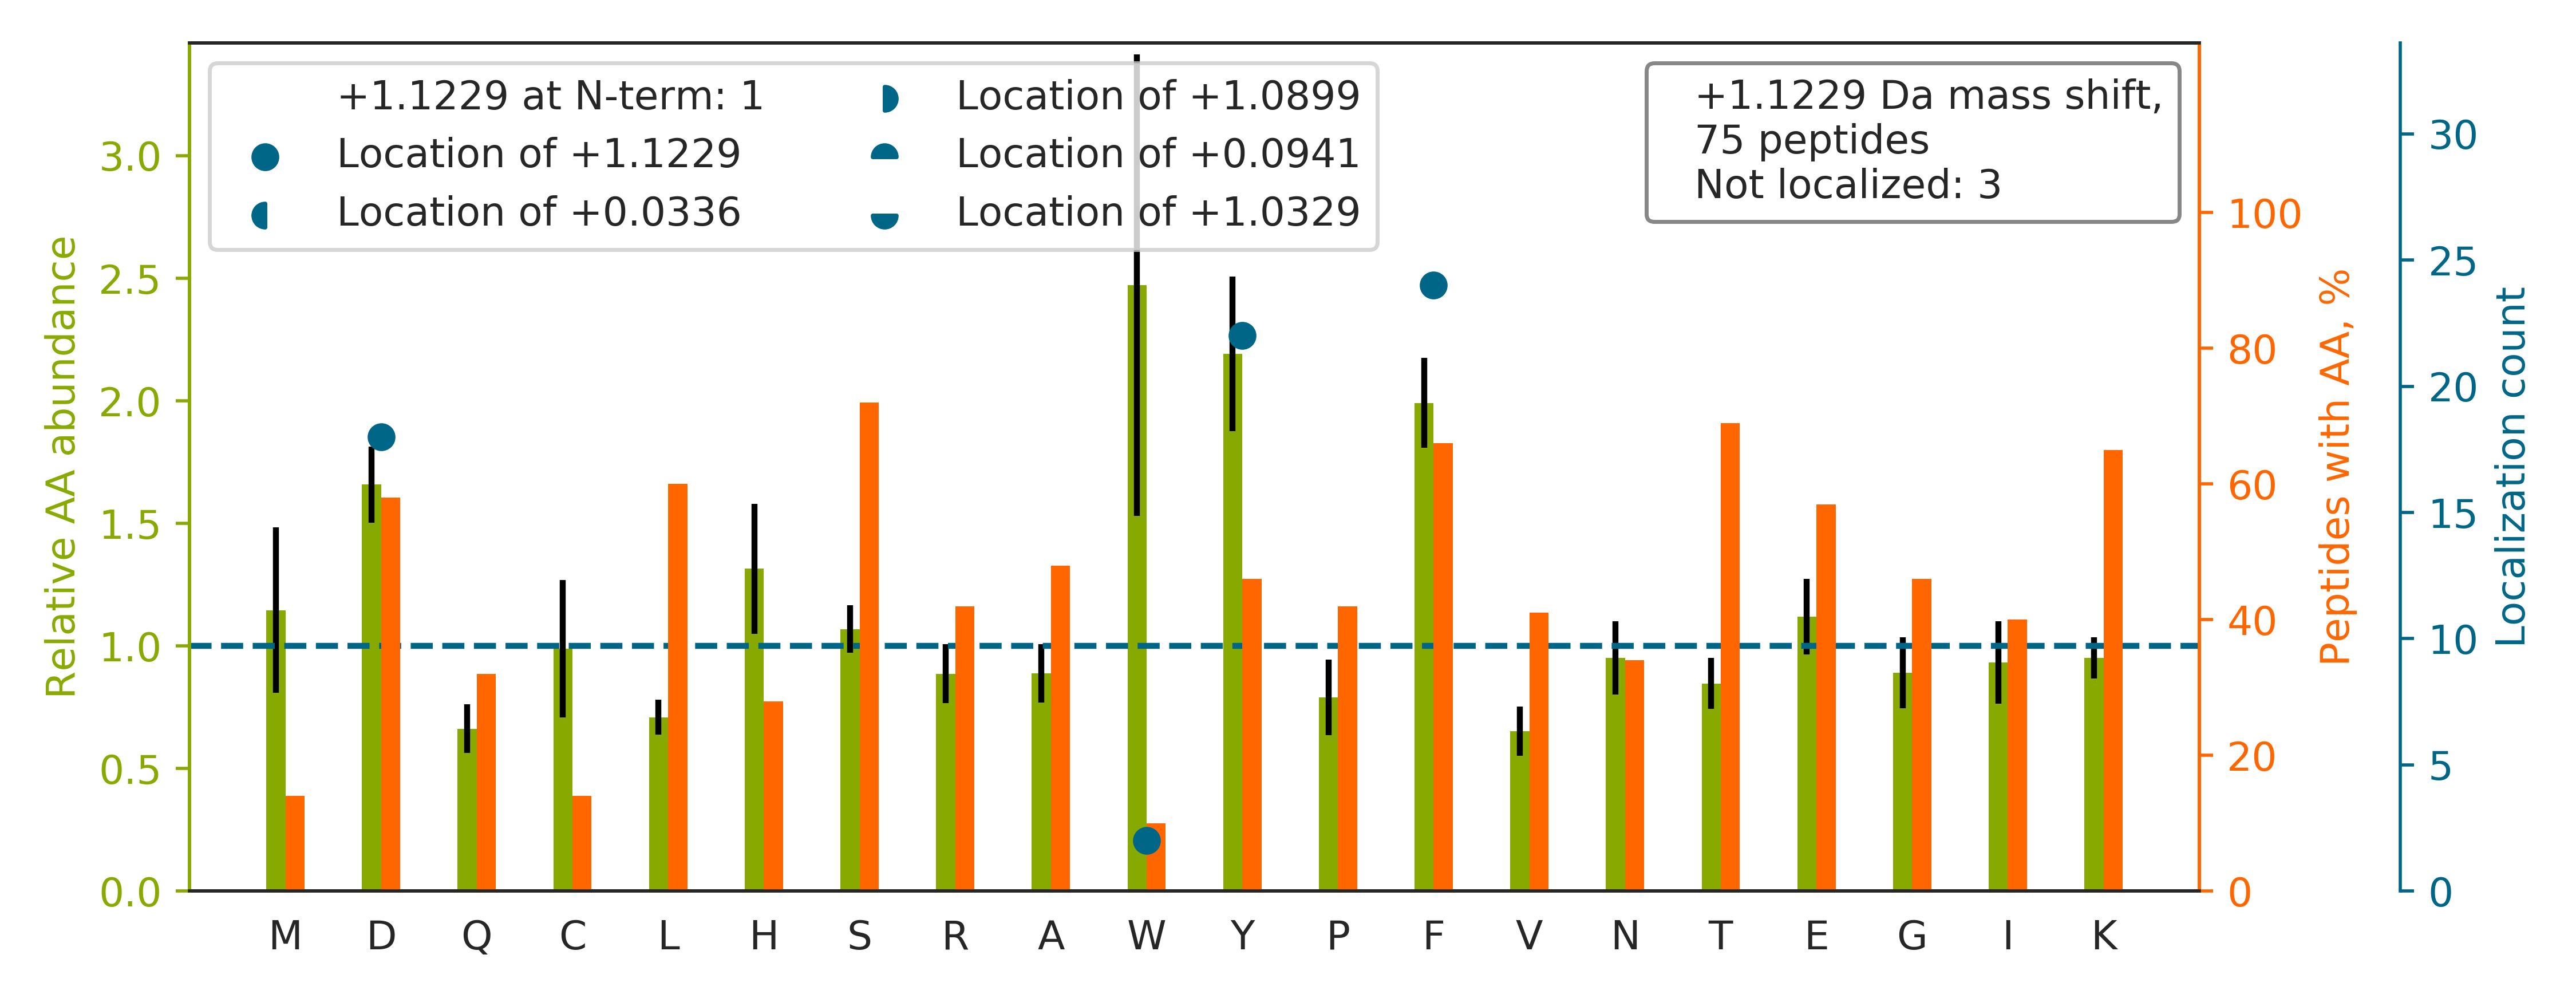 +1.1229 at N-term: 1
Location of +1.1229
Location of +0.0336
Location of +1.0899
Location of +0.0941
Location of +1.0329
+1.1229 Da mass shift,
75 peptides
Not localized: 3
Relative AA abundance
3.0
2.5
2.0
1.5
1.0
0.5
0.0
M D Q C L H S R A W Y P F V N T E G I K
100
80
60
40
20
0
Peptides with AA, %
30
25
20
15
10
5
0
Localization count